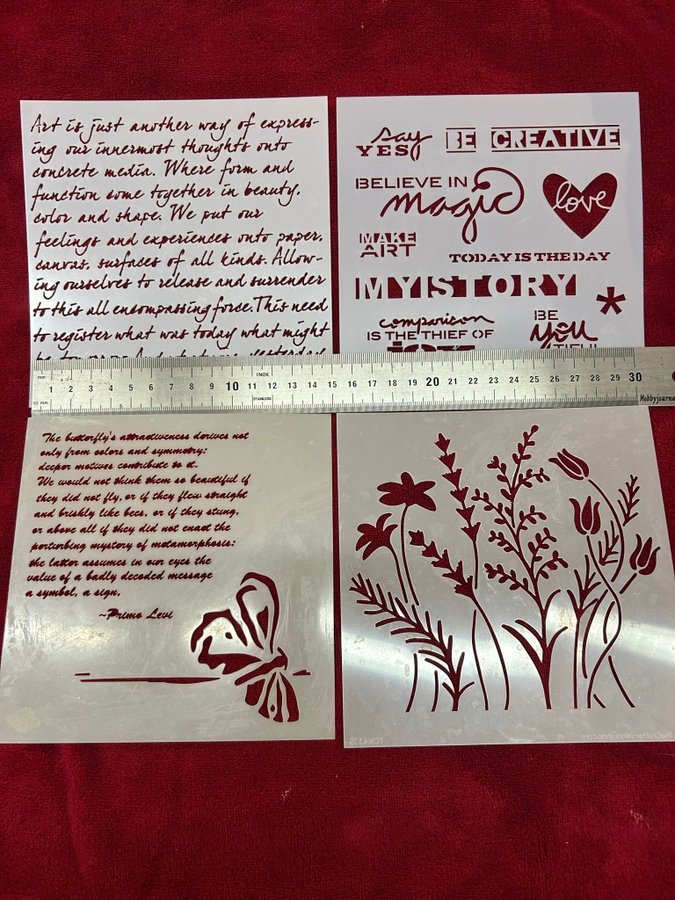 Art is just another way of express-
ing our innermost thoughts onto
concrete media. Where form and
function come together in beauty,
color and shape. We put our
feelings and experiences onto paper,
canvas, surfaces of all kinds. Allow-
ing ourselves to release and surrender
to this all encompassing force. This need
to register what was today what might
say
YES
BE CREATIVE
BELIEVE IN
magic
love
MAKE
ART
TODAY IS THE DAY
MYISTORY
*
comparison
IS THE THIEF OF
JOY
BE
you
TIFUL
mm 1 2 3 4 5 6 7 8 9 10 11 12 13 14 15 16 17 18 19 20 21 22 23 24 25 26 27 28 29 30
INOX
STAINLESS
Hobbyjourna
The butterfly's attractiveness derives not
only from colors and symmetry:
deeper motives contribute to it.
We would not think them so beautiful if
they did not fly, or if they flew straight
and briskly like bees, or if they stung,
or above all if they did not enact the
perturbing mystery of metamorphosis:
the latter assumes in our eyes the
value of a badly decoded message
a symbol, a sign.
~Primo Levi